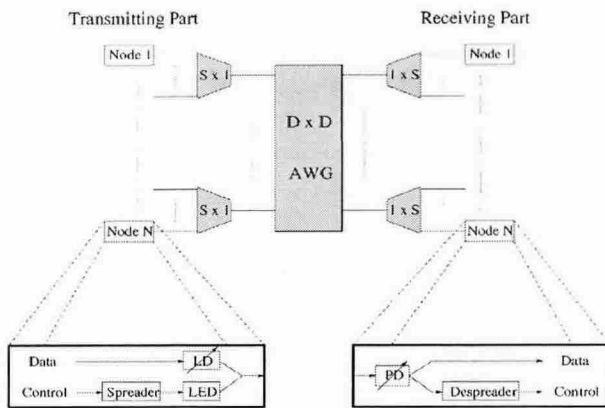 Transmitting Part
Receiving Part
Node 1
Node 1
S x 1
1 x S
D x D
AWG
S x 1
1 x S
Node N
Node N
Data
LD
Control
Spreader
LED
PD
Data
Despreader
Control